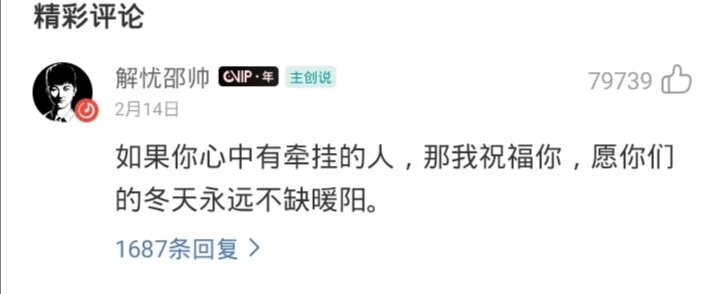 精彩评论
解忧邵帅 VIP·年 主创说 79739
2月14日
如果你心中有牵挂的人，那我祝福你，愿你们
的冬天永远不缺暖阳。
1687条回复 >